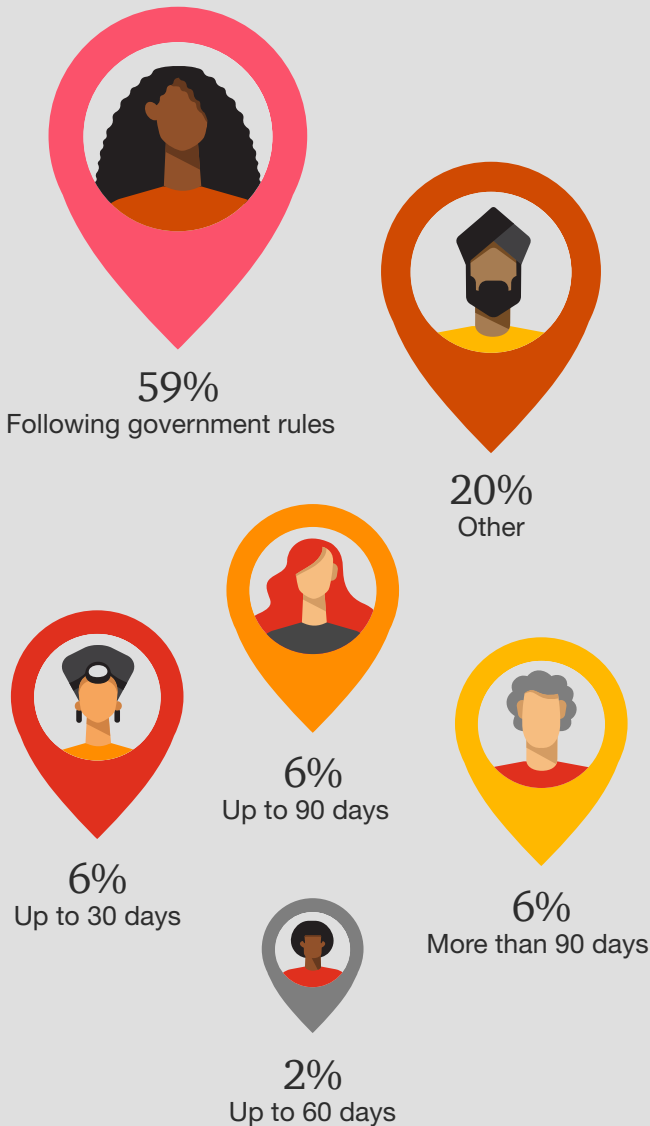 59%
Following government rules
20%
Other
6%
Up to 90 days
6%
Up to 30 days
6%
More than 90 days
2%
Up to 60 days